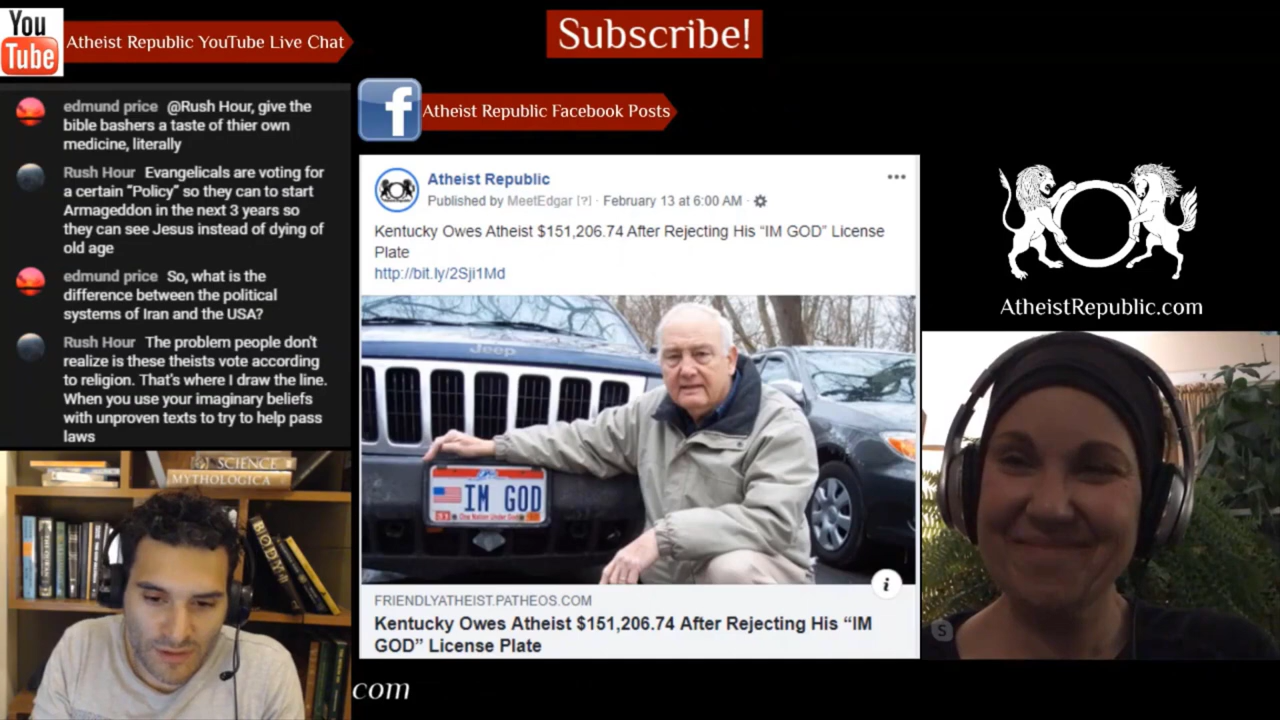 You
Tube
Atheist Republic YouTube Live Chat
Subscribe!
edmund price @Rush Hour, give the
bible bashers a taste of thier own
medicine, literally
Rush Hour Evangelicals are voting for
a certain "Policy" so they can to start
Armageddon in the next 3 years so
they can see Jesus instead of dying of
old age
edmund price So, what is the
difference between the political
systems of Iran and the USA?
Rush Hour The problem people don't
realize is these theists vote according
to religion. That's where I draw the line.
When you use your imaginary beliefs
with unproven texts to try to help pass
laws
f
Atheist Republic Facebook Posts
Atheist Republic
Published by MeetEdgar [?] · February 13 at 6:00 AM ·
Kentucky Owes Atheist $151,206.74 After Rejecting His “IM GOD” License
Plate
http://bit.ly/2Sji1Md
Jeep
IM GOD
One Nation Under God
i
FRIENDLYATHEIST.PATHEOS.COM
Kentucky Owes Atheist $151,206.74 After Rejecting His “IM
GOD” License Plate
AtheistRepublic.com
S
SCIENCE
MYTHOLOGICA
BODY
com